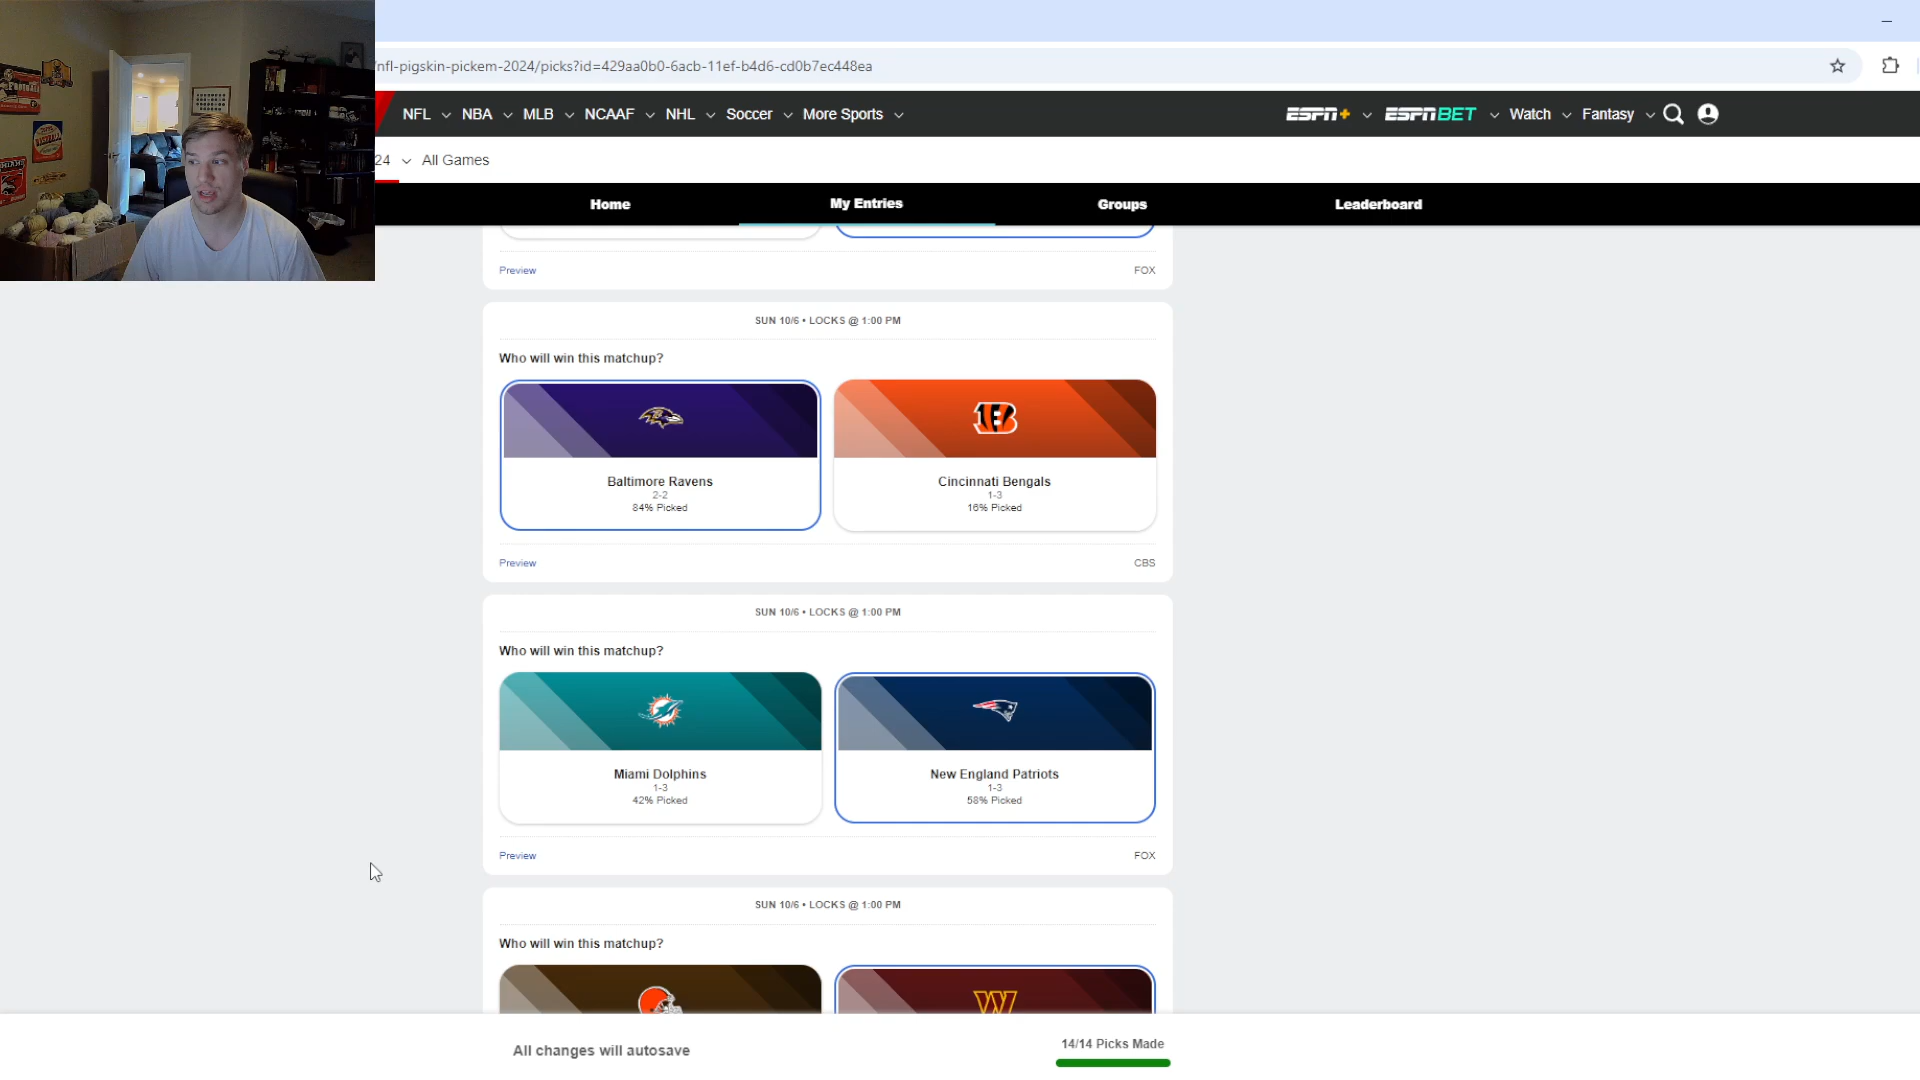 /nfl-pigskin-pickem-2024/picks?id=429aa0b0-6acb-11ef-b4d6-cd0b7ec448ea
NFL NBA MLB NCAAF NHL Soccer More Sports ESPN+ ESPN BET Watch Fantasy
24 All Games
Home My Entries Groups Leaderboard
Preview FOX
SUN 10/6 • LOCKS @ 1:00 PM
Who will win this matchup?
Baltimore Ravens
2-2
84% Picked
Cincinnati Bengals
1-3
16% Picked
Preview CBS
SUN 10/6 • LOCKS @ 1:00 PM
Who will win this matchup?
Miami Dolphins
1-3
42% Picked
New England Patriots
1-3
58% Picked
Preview FOX
SUN 10/6 • LOCKS @ 1:00 PM
Who will win this matchup?
W
All changes will autosave
14/14 Picks Made